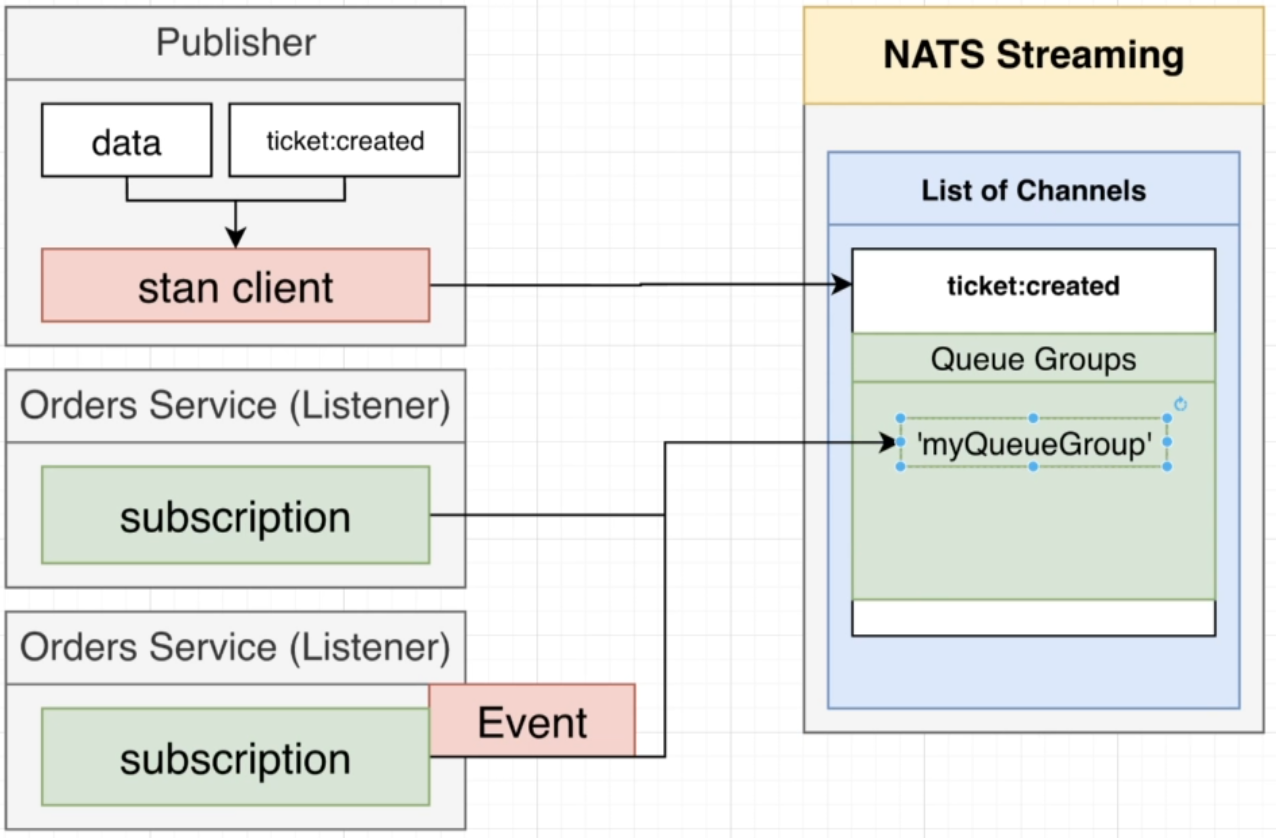 Publisher
data
ticket:created
stan client
Orders Service (Listener)
subscription
Orders Service (Listener)
subscription
Event
NATS Streaming
List of Channels
ticket:created
Queue Groups
'myQueueGroup'